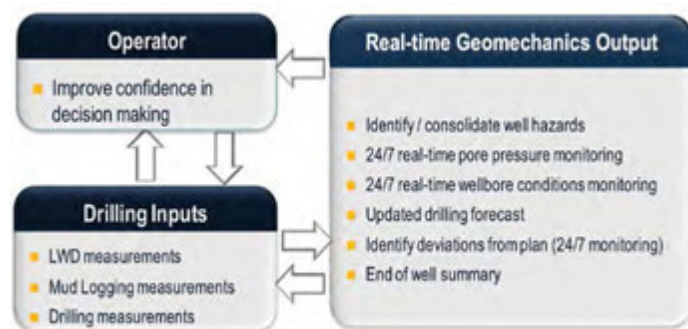 Operator
Improve confidence in
decision making
Drilling Inputs
LWD measurements
Mud Logging measurements
Drilling measurements
Real-time Geomechanics Output
Identify / consolidate well hazards
24/7 real-time pore pressure monitoring
24/7 real-time wellbore conditions monitoring
Updated drilling forecast
Identify deviations from plan (24/7 monitoring)
End of well summary